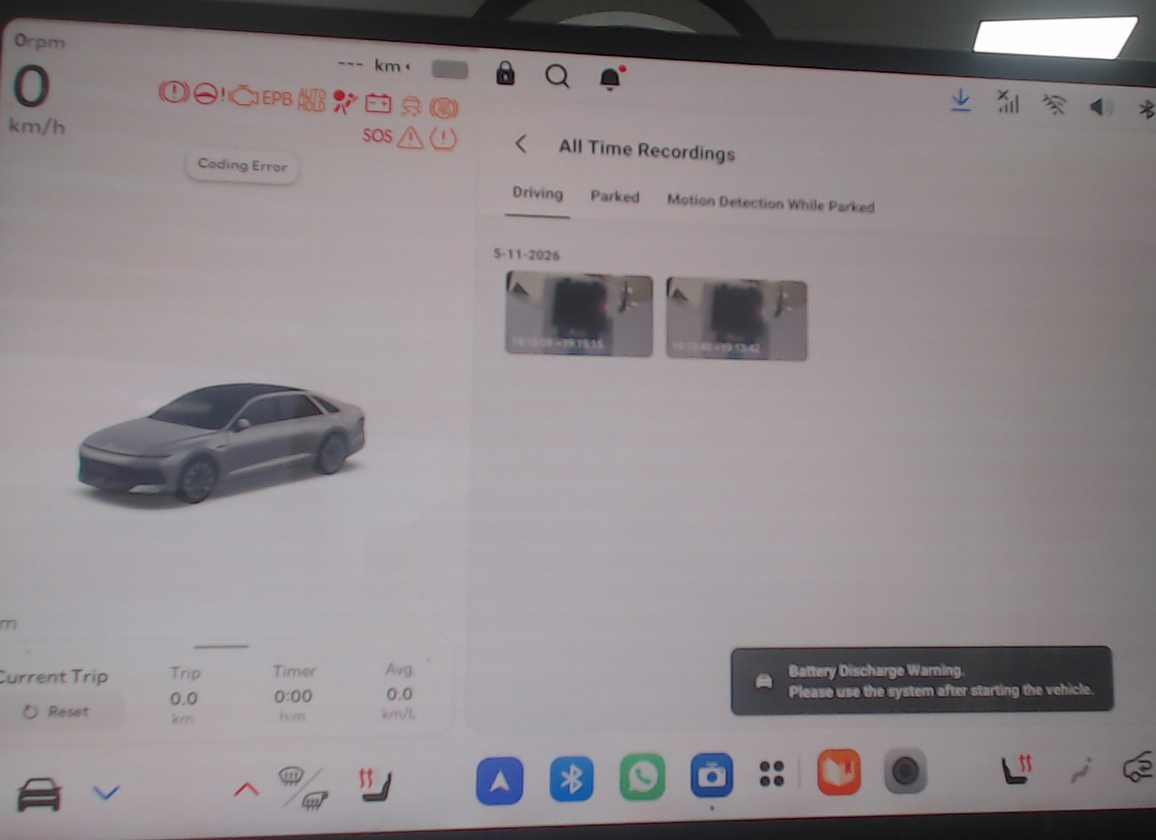 0rpm
0
km/h
--- km
EPB
AUTO HOLD
SOS
Coding Error
All Time Recordings
Driving
Parked
Motion Detection While Parked
5-11-2026
m
Current Trip
Reset
Trip
0.0
km
Timer
0:00
h:m
Avg.
0.0
km/L
Battery Discharge Warning.
Please use the system after starting the vehicle.